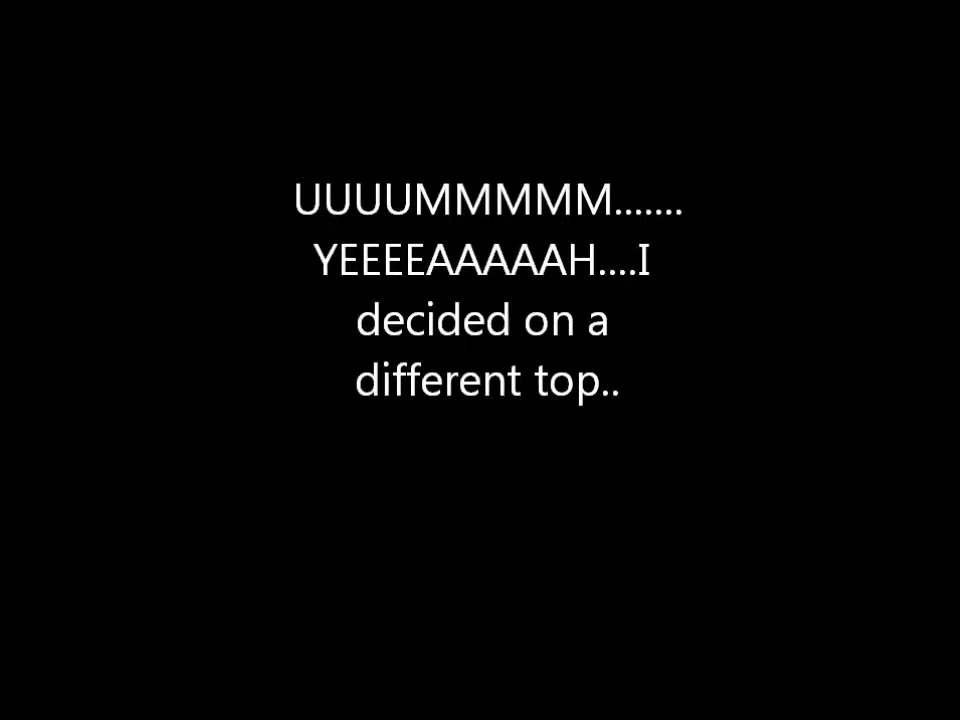 UUUUMMMMM.......
YEEEEAAAAAH....I
decided on a
different top..